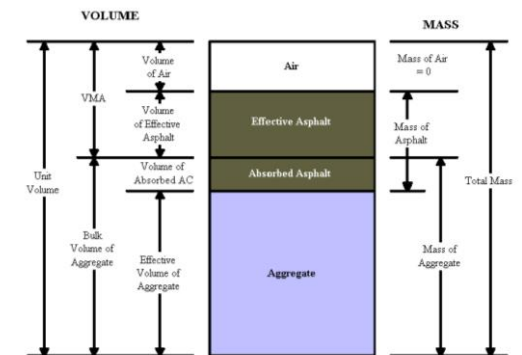 VOLUME
MASS
Volume
of Air
Air
Mass of Air
= 0
VMA
Volume
of Effective
Asphalt
Effective Asphalt
Mass of
Asphalt
Unit
Volume
Volume of
Absorbed AC
Absorbed Asphalt
Total Mass
Bulk
Volume of
Aggregate
Effective
Volume of
Aggregate
Aggregate
Mass of
Aggregate